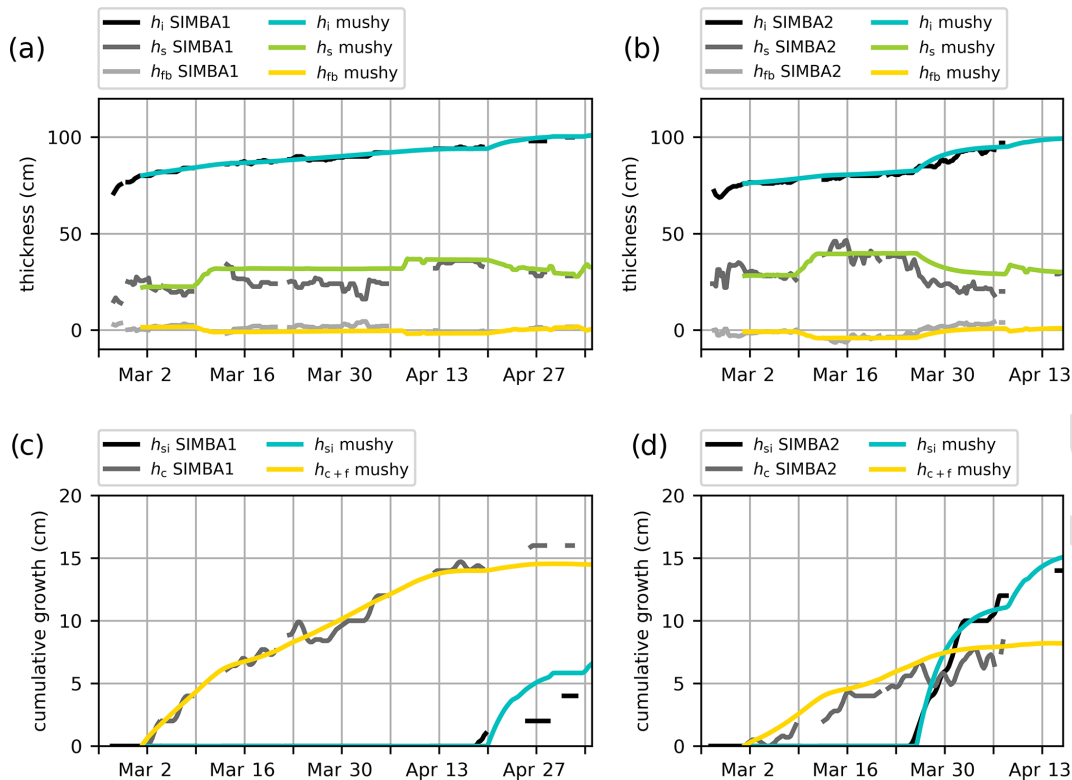 (a)
h_i SIMBA1
h_s SIMBA1
h_fb SIMBA1
h_i mushy
h_s mushy
h_fb mushy
thickness (cm)
100
50
0
Mar 2 Mar 16 Mar 30 Apr 13 Apr 27
(b)
h_i SIMBA2
h_s SIMBA2
h_fb SIMBA2
h_i mushy
h_s mushy
h_fb mushy
thickness (cm)
100
50
0
Mar 2 Mar 16 Mar 30 Apr 13
(c)
h_si SIMBA1
h_c SIMBA1
h_si mushy
h_c+f mushy
cumulative growth (cm)
20
15
10
5
0
Mar 2 Mar 16 Mar 30 Apr 13 Apr 27
(d)
h_si SIMBA2
h_c SIMBA2
h_si mushy
h_c+f mushy
cumulative growth (cm)
20
15
10
5
0
Mar 2 Mar 16 Mar 30 Apr 13